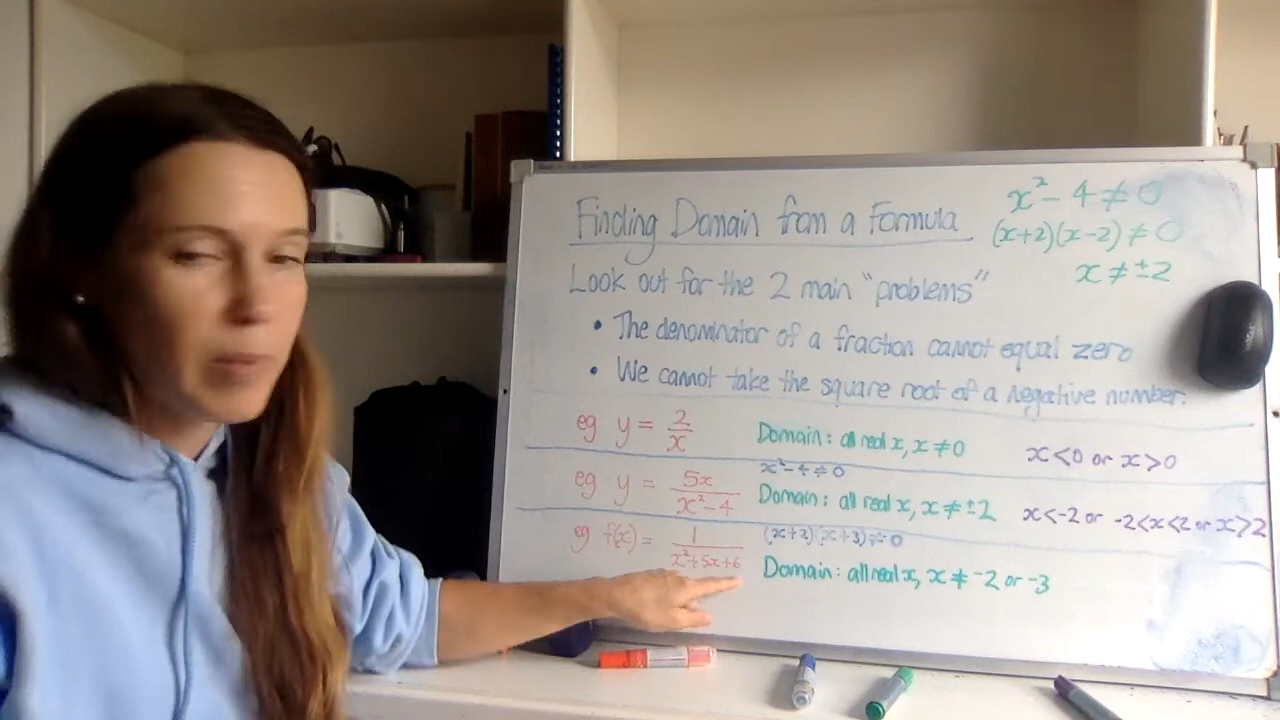 Finding Domain from a Formula
x² - 4 ≠ 0
(x+2)(x-2) ≠ 0
x ≠ ±2
Look out for the 2 main "problems"
• The denominator of a fraction cannot equal zero
• We cannot take the square root of a negative number.
eg y = 2/x Domain: all real x, x ≠ 0 x<0 or x>0
x²-4≠0
eg y = 5x/(x²-4) Domain: all real x, x ≠ ±2 x<-2 or -2<x<2 or x>2
(x+2)(x+3)≠0
eg f(x) = 1/(x²+5x+6) Domain: all real x, x ≠ -2 or -3